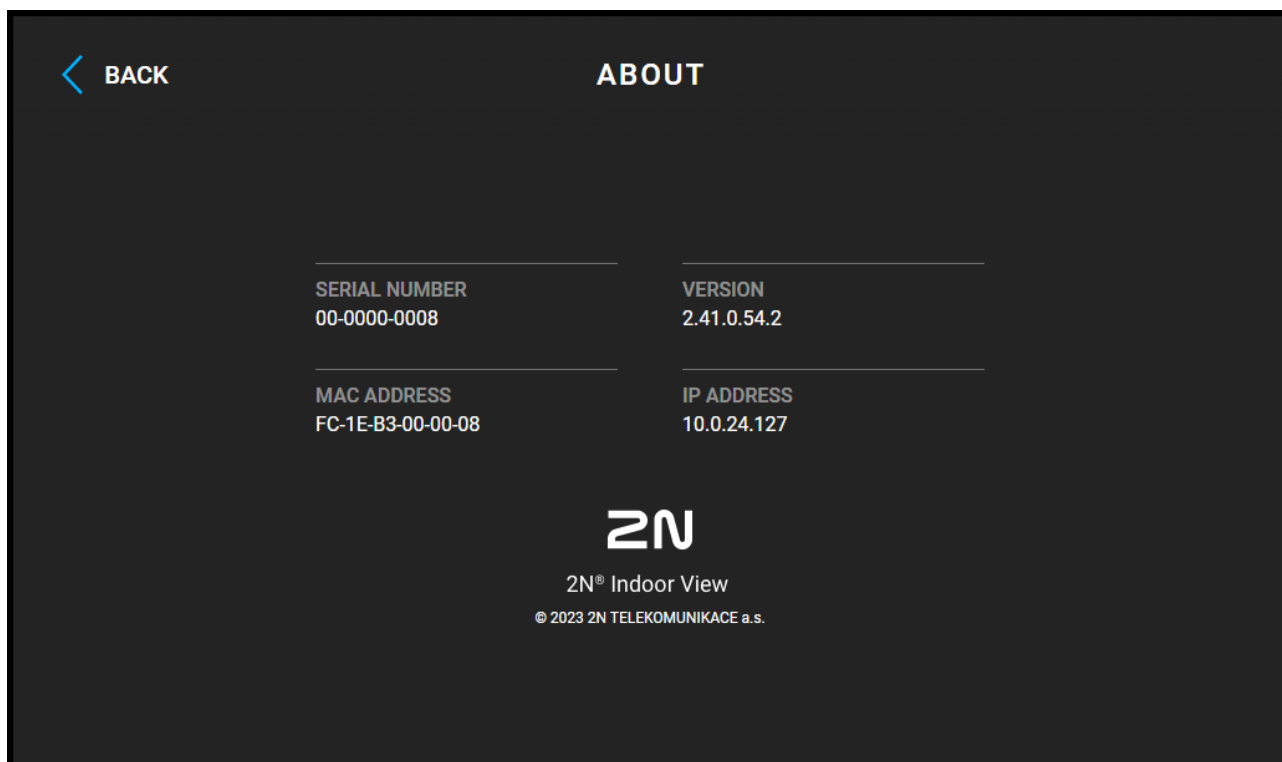 BACK
ABOUT
SERIAL NUMBER
00-0000-0008
VERSION
2.41.0.54.2
MAC ADDRESS
FC-1E-B3-00-00-08
IP ADDRESS
10.0.24.127
2N
2N® Indoor View
© 2023 2N TELEKOMUNIKACE a.s.